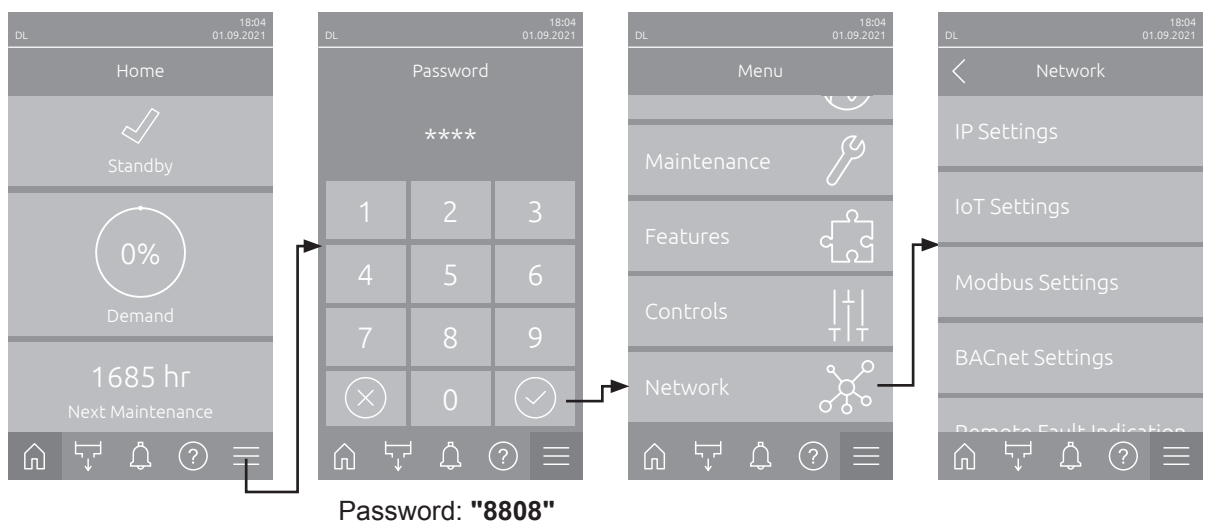 18:04
DL 01.09.2021
Home
Standby
0%
Demand
1685 hr
Next Maintenance
?
18:04
DL 01.09.2021
Password
****
1 2 3
4 5 6
7 8 9
0
?
Password: "8808"
18:04
DL 01.09.2021
Menu
Maintenance
Features
Controls
Network
?
18:04
DL 01.09.2021
Network
IP Settings
IoT Settings
Modbus Settings
BACnet Settings
Remote Fault Indication
?